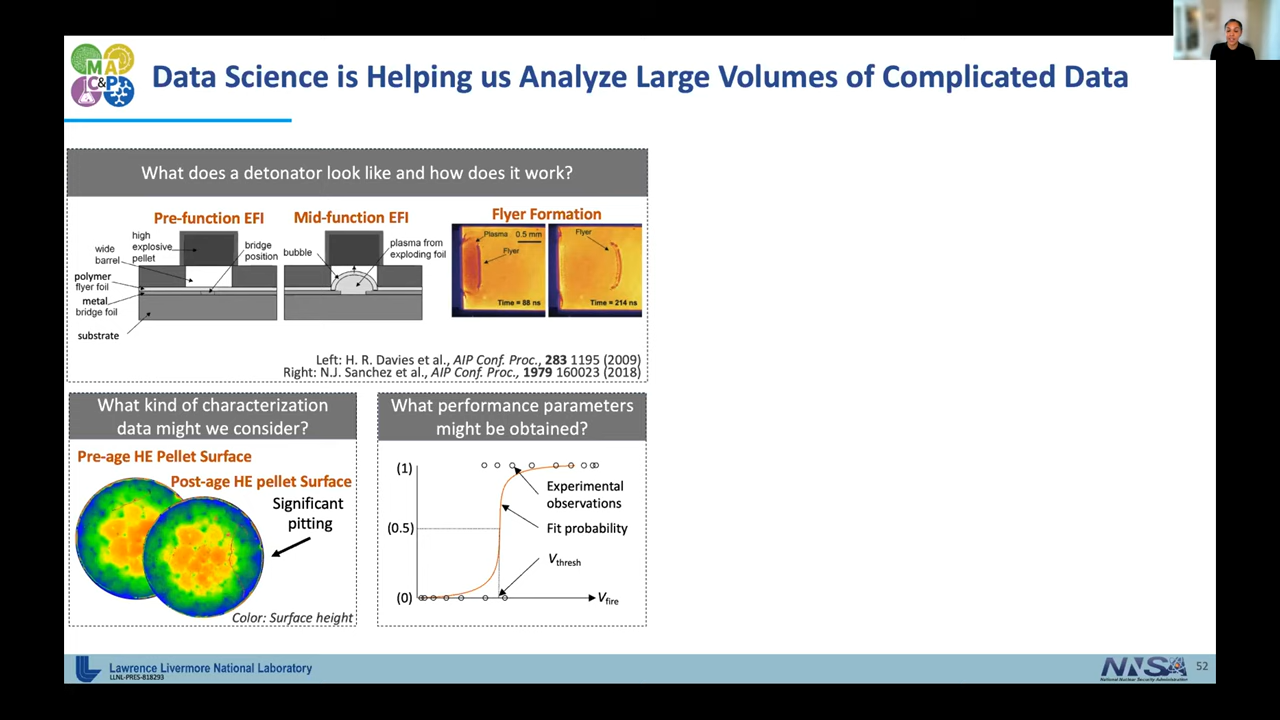 MA
C&P
Data Science is Helping us Analyze Large Volumes of Complicated Data
What does a detonator look like and how does it work?
Pre-function EFI
Mid-function EFI
Flyer Formation
high
explosive
pellet
wide
barrel
bridge
position
polymer
flyer foil
metal
bridge foil
substrate
bubble
plasma from
exploding foil
Plasma
0.5 mm
Flyer
Time = 88 ns
Flyer
Time = 214 ns
Left: H. R. Davies et al., AIP Conf. Proc., 283 1195 (2009)
Right: N.J. Sanchez et al., AIP Conf. Proc., 1979 160023 (2018)
What kind of characterization
data might we consider?
Pre-age HE Pellet Surface
Post-age HE pellet Surface
Significant
pitting
Color: Surface height
What performance parameters
might be obtained?
(1)
(0.5)
(0)
Experimental
observations
Fit probability
Vthresh
Vfire
Lawrence Livermore National Laboratory
LLNL-PRES-818293
NNSA
National Nuclear Security Administration
52